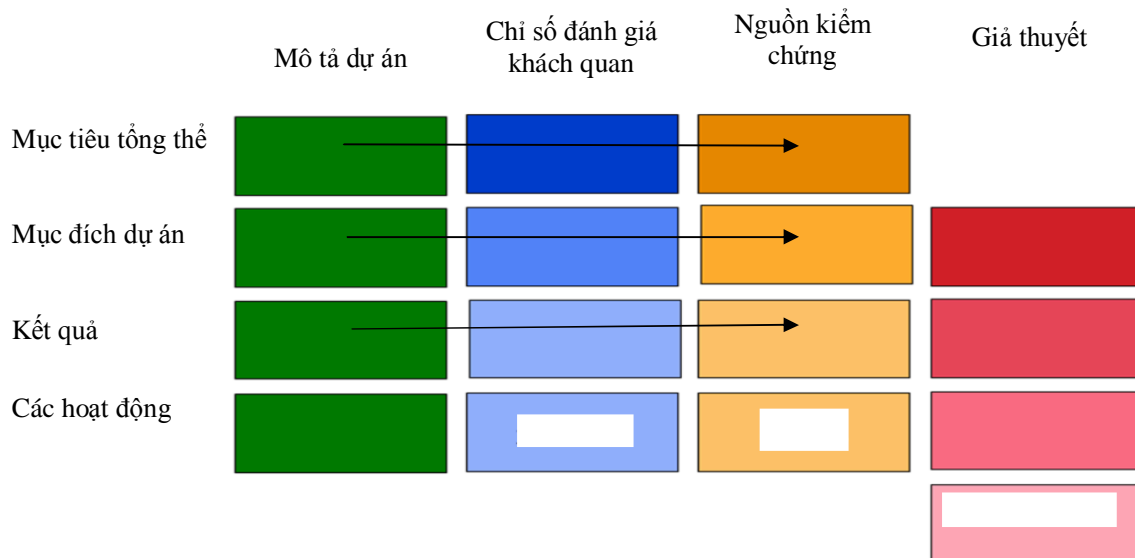 Mô tả dự án
Chỉ số đánh giá
khách quan
Nguồn kiểm
chứng
Giả thuyết
Mục tiêu tổng thể
Mục đích dự án
Kết quả
Các hoạt động